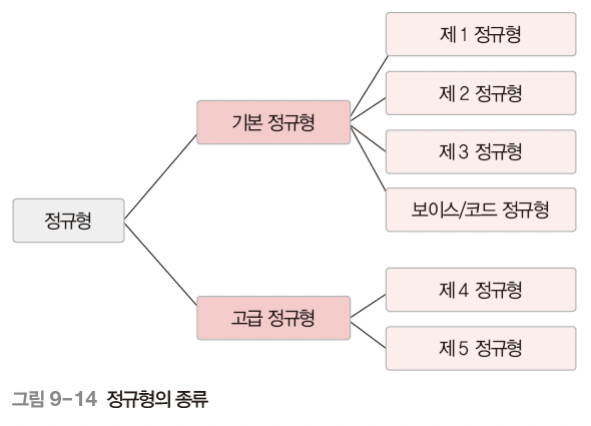 정규형
기본 정규형
제1 정규형
제2 정규형
제3 정규형
보이스/코드 정규형
고급 정규형
제4 정규형
제5 정규형
그림 9-14 정규형의 종류